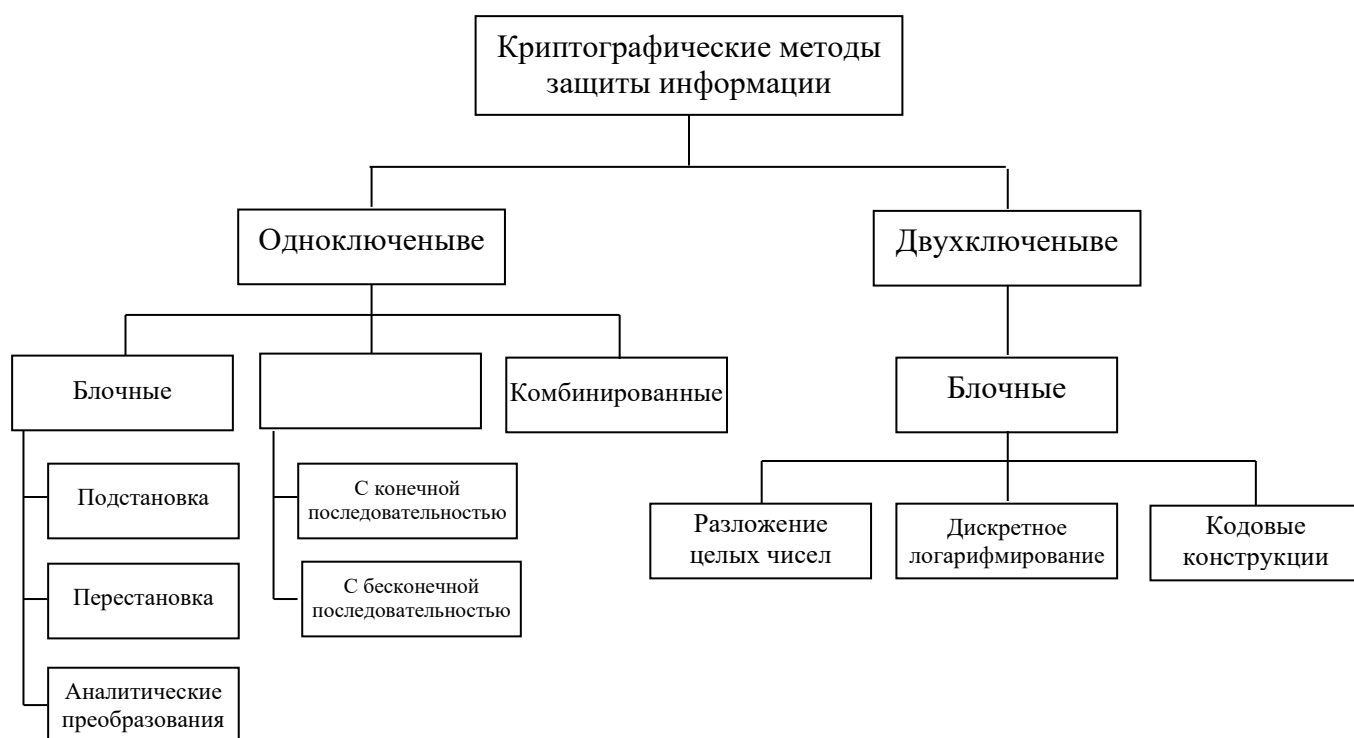 Криптографические методы
защиты информации
Одноключеныве
Двухключеныве
Блочные
Комбинированные
Блочные
Подстановка
С конечной
последовательностью
Разложение
целых чисел
Дискретное
логарифмирование
Кодовые
конструкции
Перестановка
С бесконечной
последовательностью
Аналитические
преобразования